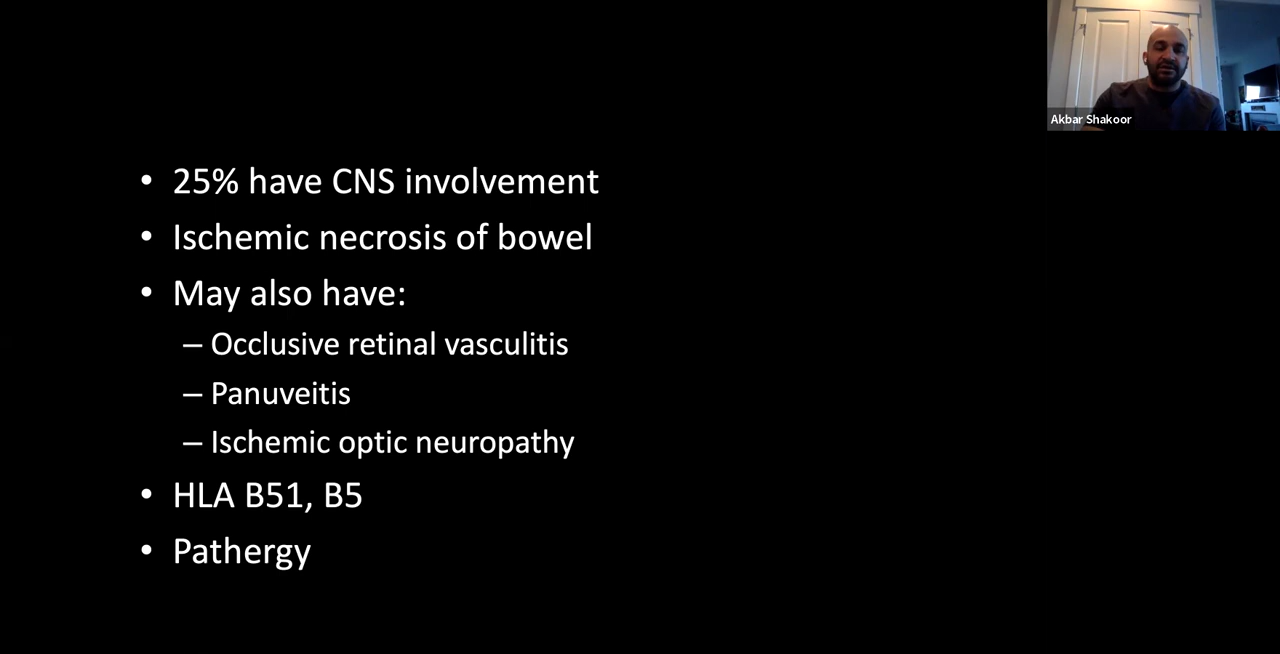 Akbar Shakoor
• 25% have CNS involvement
• Ischemic necrosis of bowel
• May also have:
– Occlusive retinal vasculitis
– Panuveitis
– Ischemic optic neuropathy
• HLA B51, B5
• Pathergy